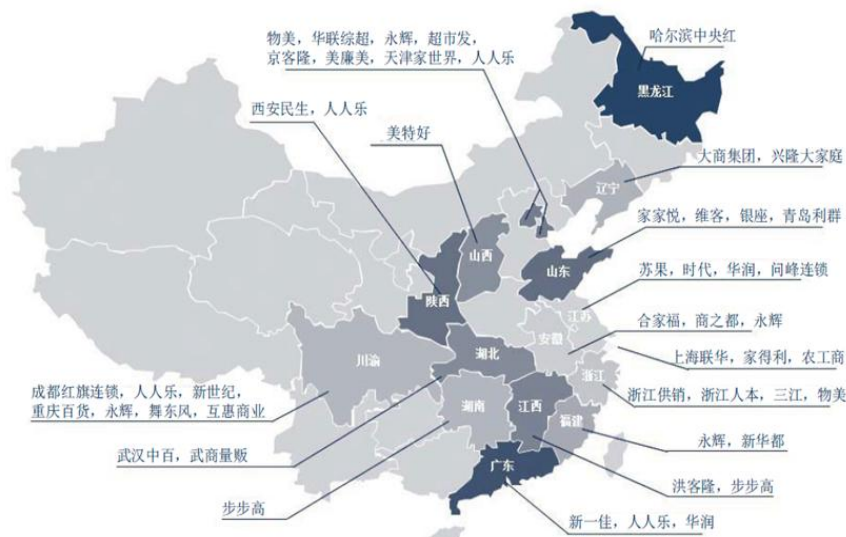 物美，华联综超，永辉，超市发，
京客隆，美廉美，天津家世界，人人乐
哈尔滨中央红
黑龙江
西安民生，人人乐
美特好
大商集团，兴隆大家庭
辽宁
家家悦，维客，银座，青岛利群
山西
山东
苏果，时代，华润，问峰连锁
陕西
江苏
合家福，商之都，永辉
安徽
湖北
川渝
上海联华，家得利，农工商
浙江
成都红旗连锁，人人乐，新世纪，
重庆百货，永辉，舞东风，互惠商业
浙江供销，浙江人本，三江，物美
湖南
江西
福建
永辉，新华都
武汉中百，武商量贩
广东
洪客隆，步步高
步步高
新一佳，人人乐，华润